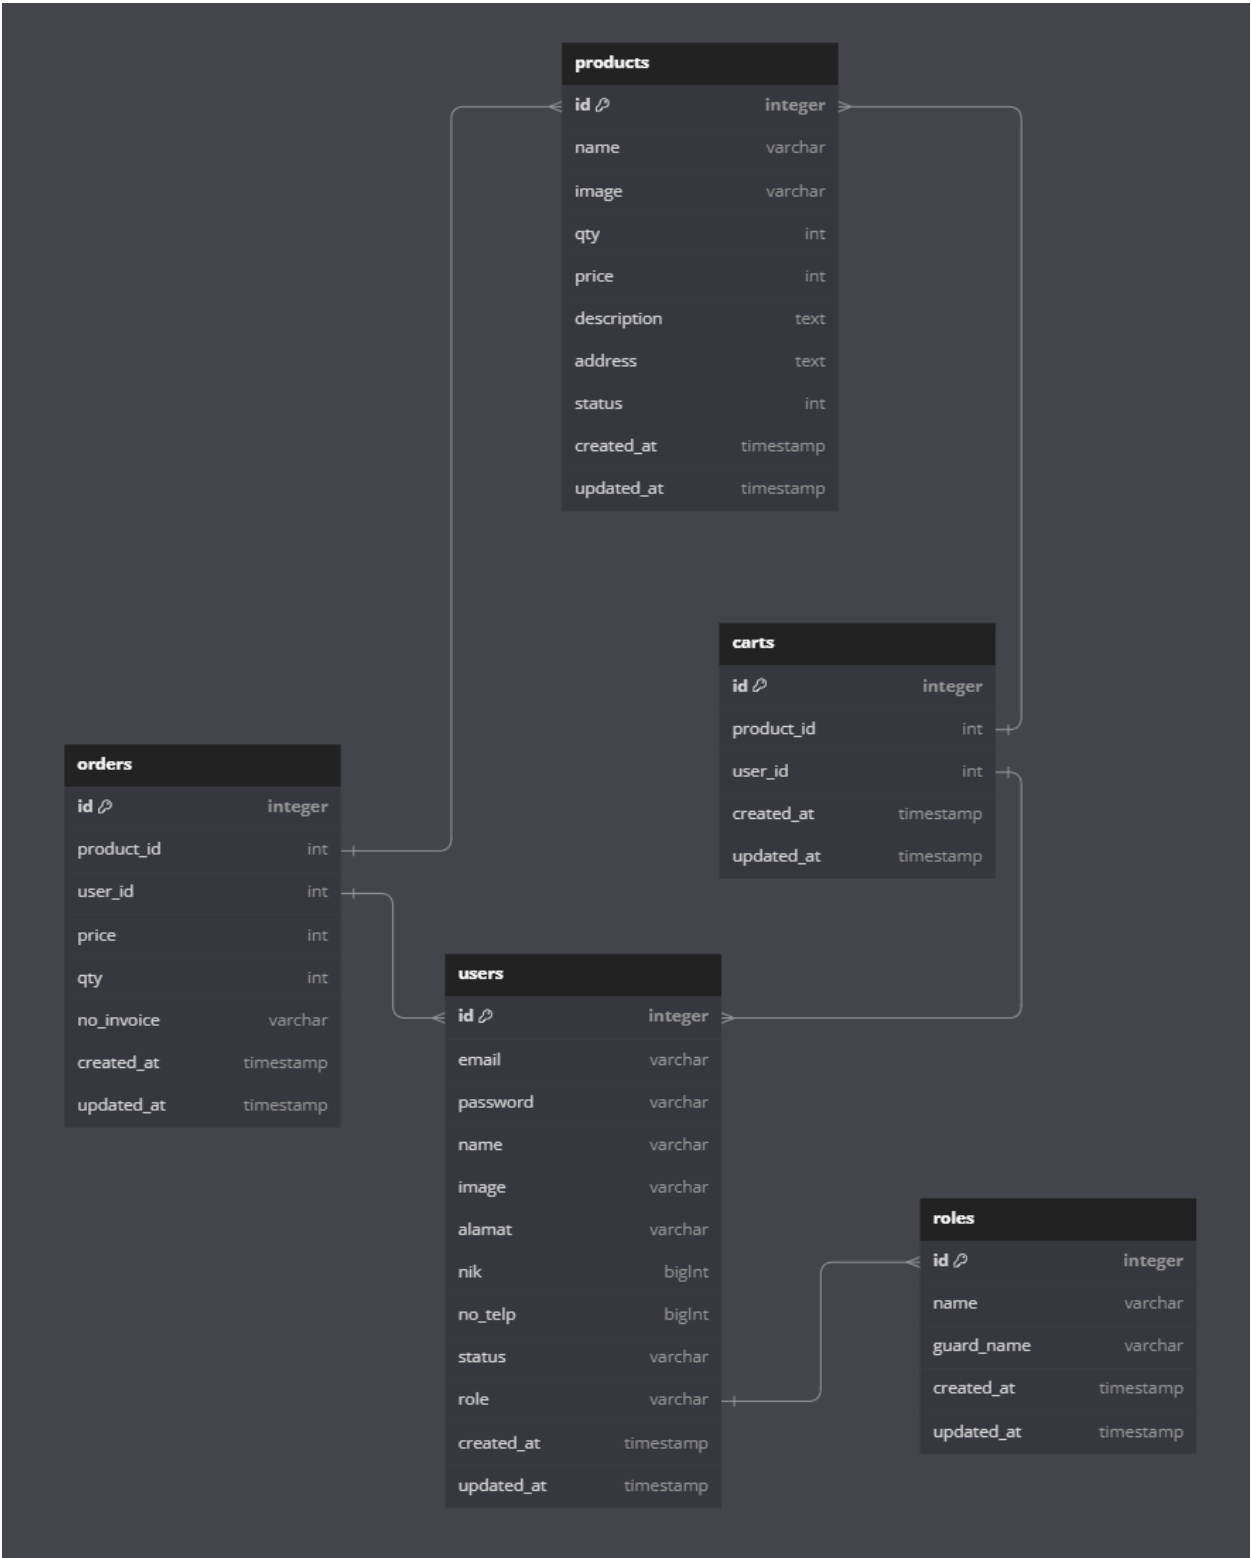 products
id integer
name varchar
image varchar
qty int
price int
description text
address text
status int
created_at timestamp
updated_at timestamp
carts
id integer
product_id int
user_id int
created_at timestamp
updated_at timestamp
orders
id integer
product_id int
user_id int
price int
qty int
no_invoice varchar
created_at timestamp
updated_at timestamp
users
id integer
email varchar
password varchar
name varchar
image varchar
alamat varchar
nik bigInt
no_telp bigInt
status varchar
role varchar
created_at timestamp
updated_at timestamp
roles
id integer
name varchar
guard_name varchar
created_at timestamp
updated_at timestamp